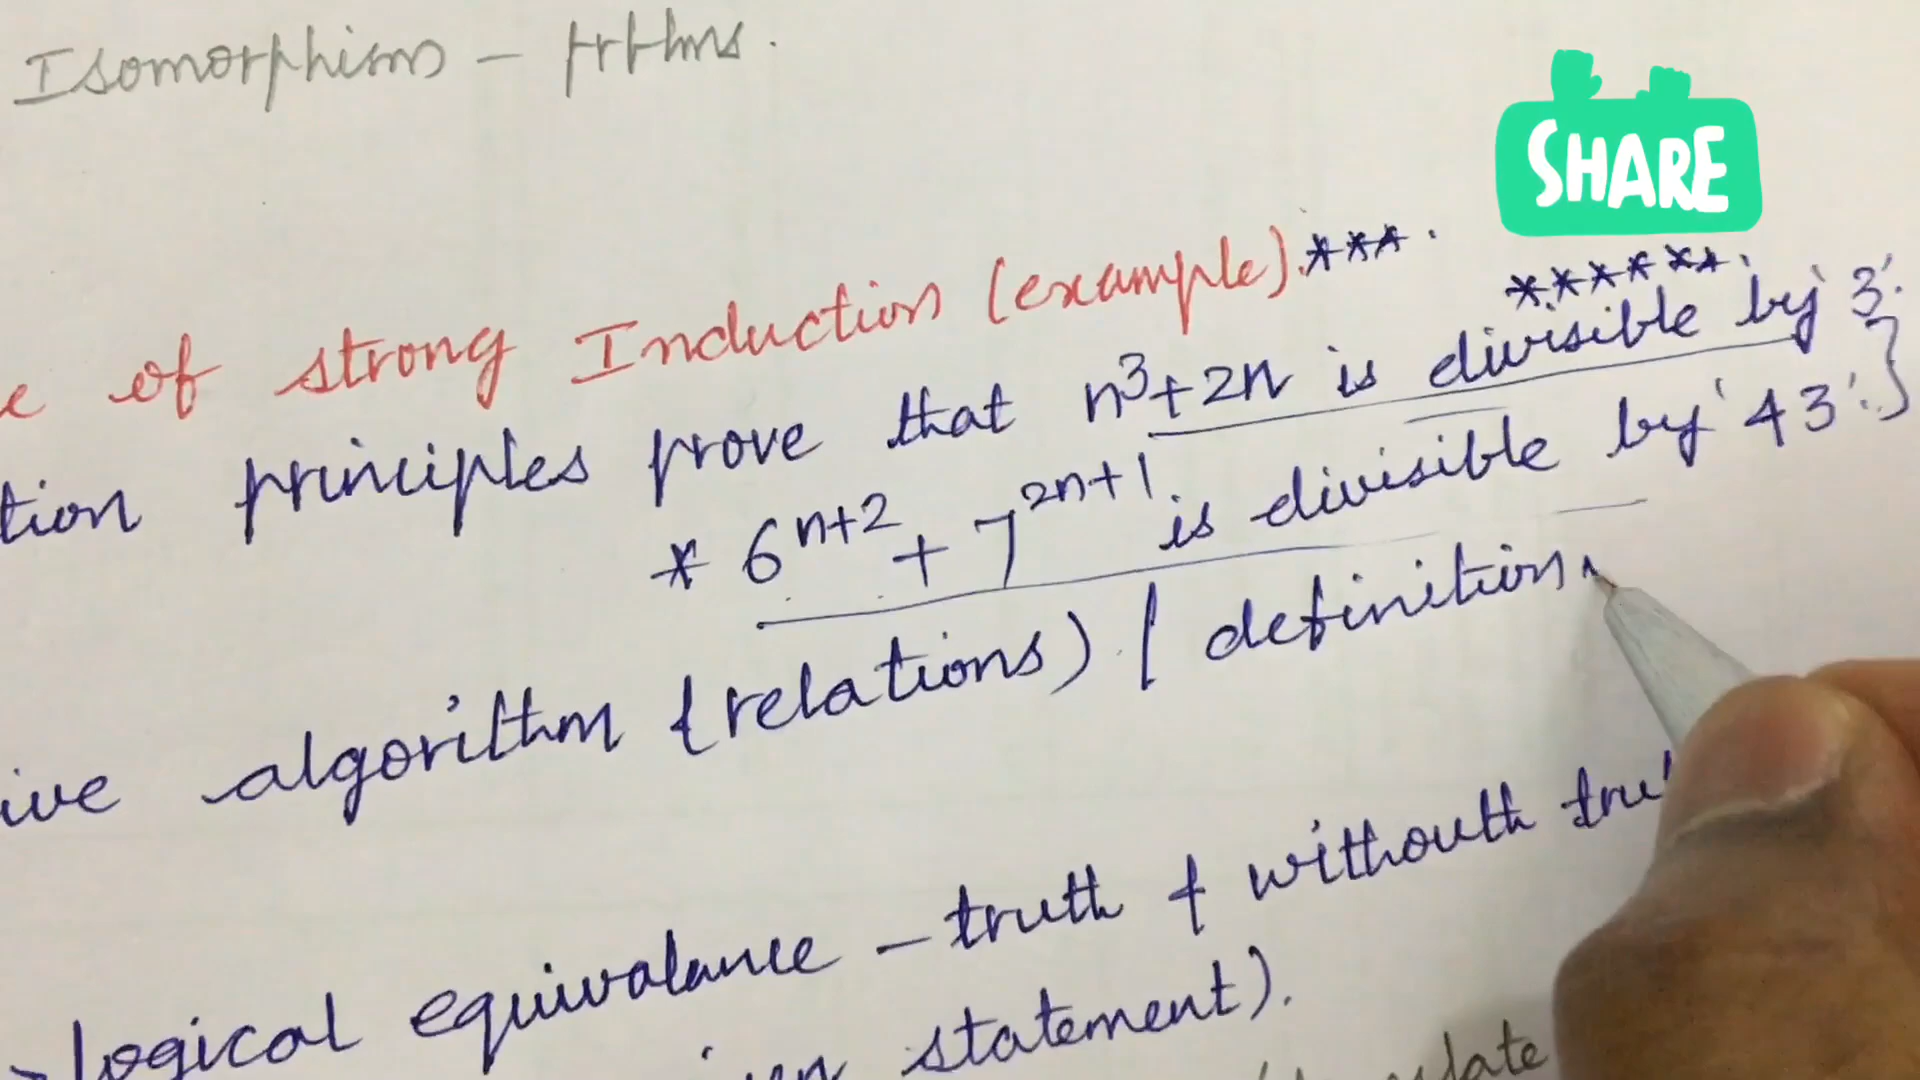 Isomorphism – prblms.
SHARE
e of strong Induction (example). ***.
******.
tion principles prove that n³+2n is divisible by '3'.
* 6ⁿ⁺² + 7²ⁿ⁺¹ is divisible by '43'.}
ive algorithm {relations) / definition.
logical equivalance – truth & withouth tru
statement).